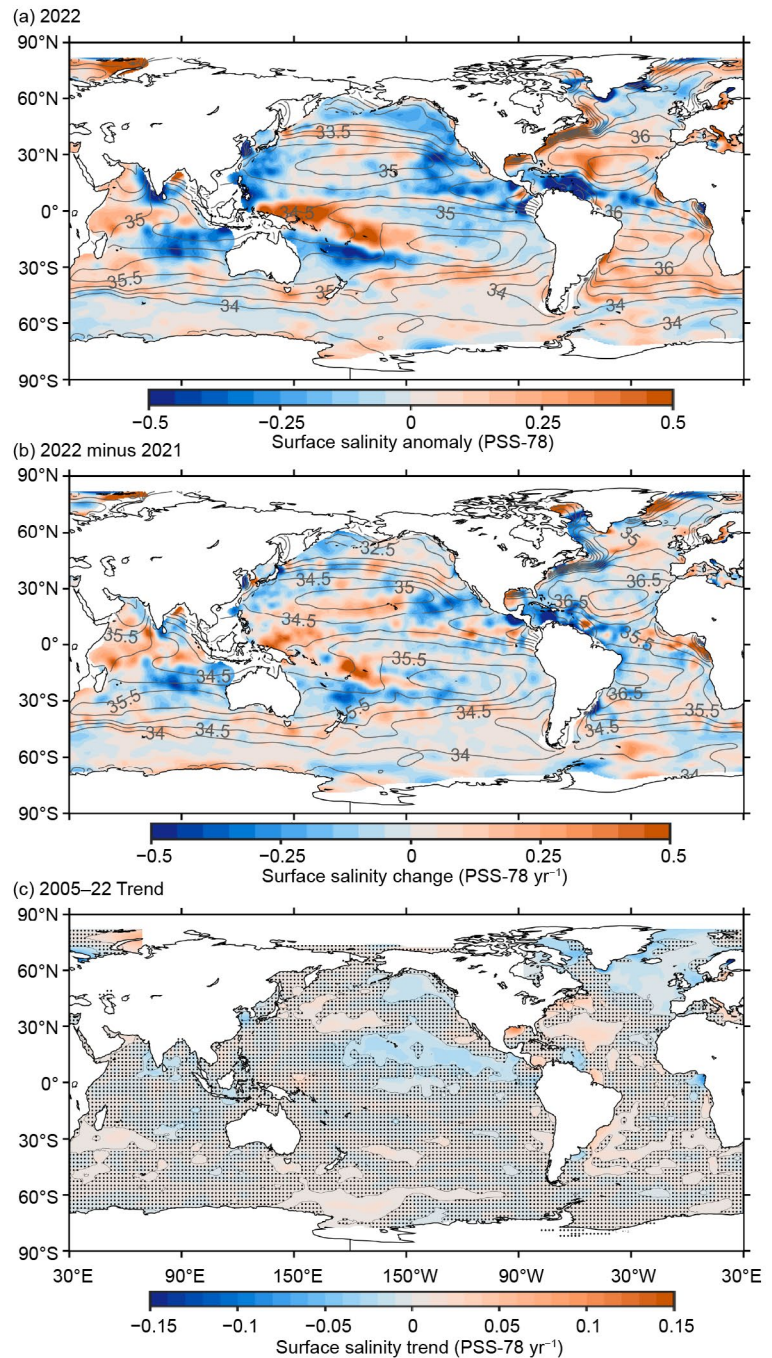 (a) 2022
90°N
60°N
30°N
0°
30°S
60°S
90°S
33.5
36
35
34.5
35
35
36
36
35.5
35
34
34
34
34
−0.5 −0.25 0 0.25 0.5
Surface salinity anomaly (PSS-78)
(b) 2022 minus 2021
90°N
60°N
30°N
0°
30°S
60°S
90°S
32.5
35
34.5
35
36.5
36.5
34.5
35.5
35.5
35.5
34.5
36.5
35.5
5.5
34.5
35.5
34
34.5
34.5
34
34
−0.5 −0.25 0 0.25 0.5
Surface salinity change (PSS-78 yr⁻¹)
(c) 2005–22 Trend
90°N
60°N
30°N
0°
30°S
60°S
90°S
30°E 90°E 150°E 150°W 90°W 30°W 30°E
−0.15 −0.1 −0.05 0 0.05 0.1 0.15
Surface salinity trend (PSS-78 yr⁻¹)